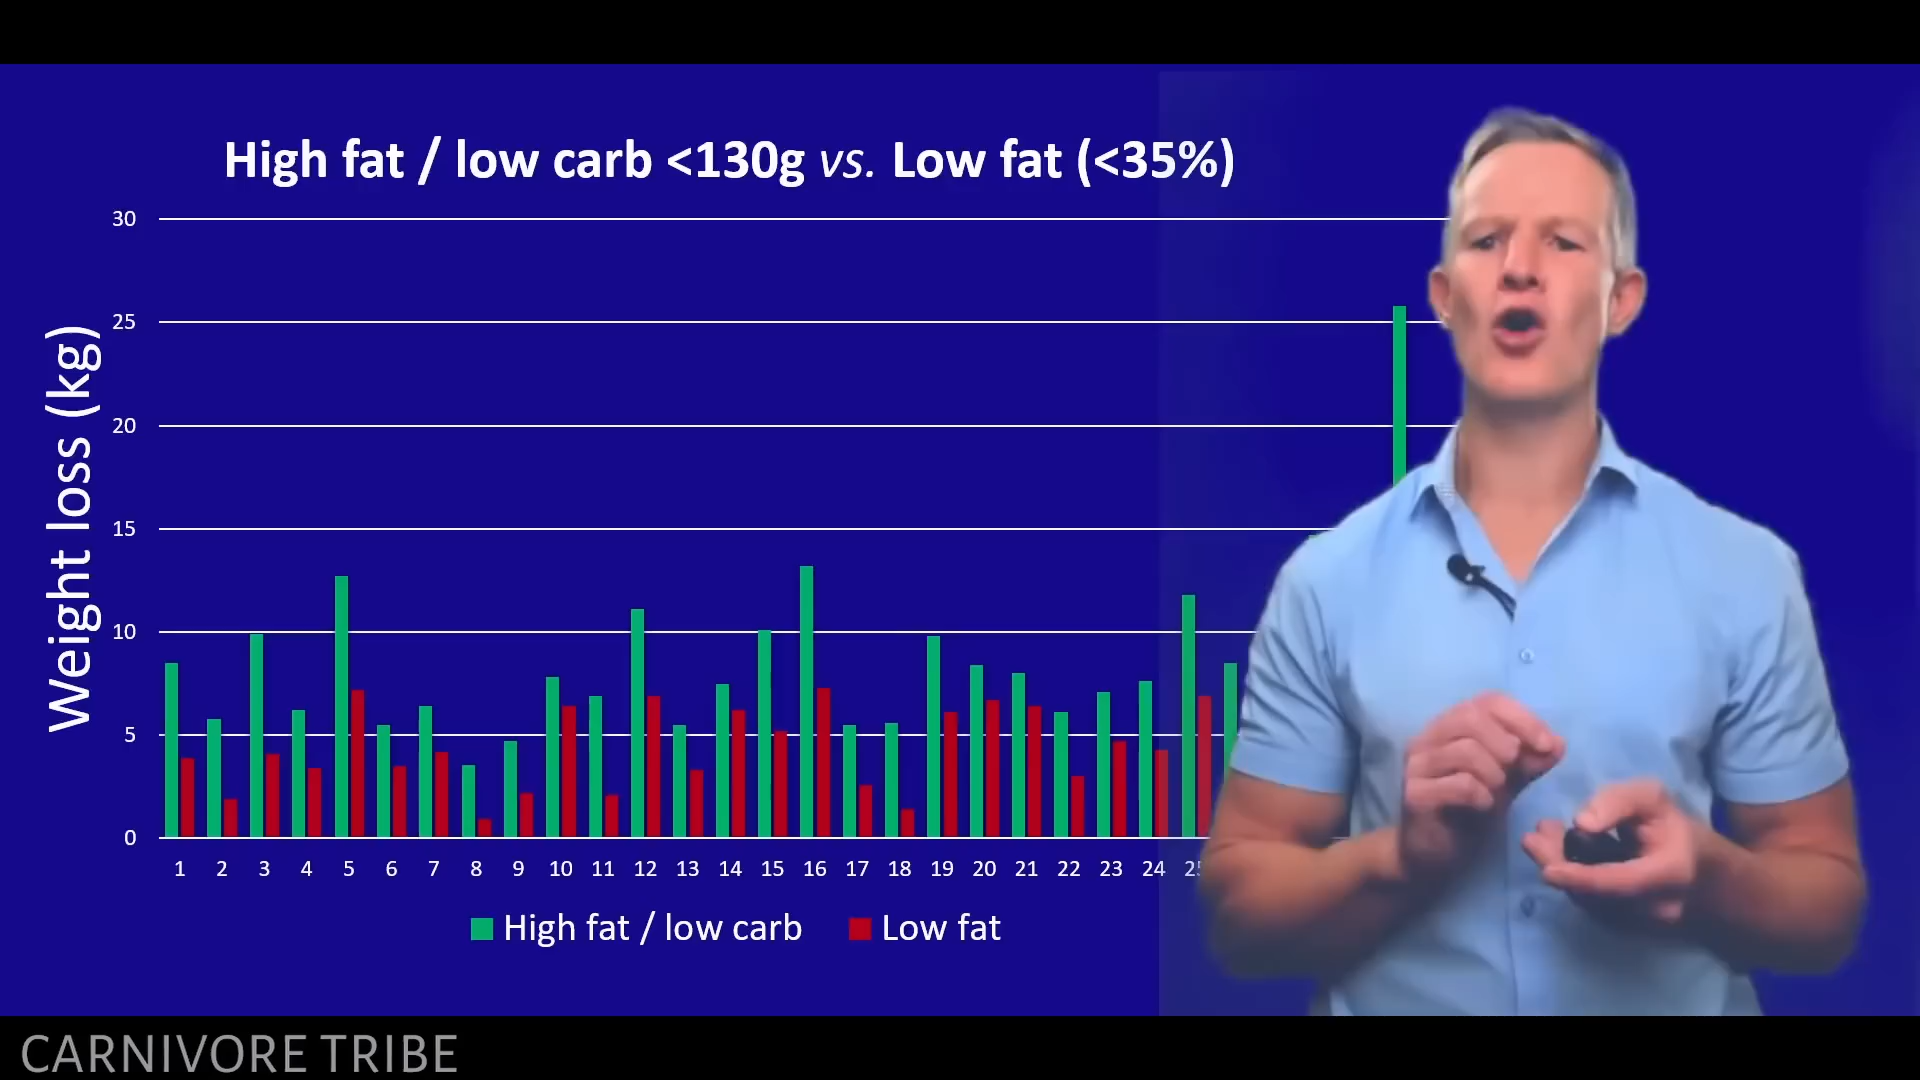 High fat / low carb <130g vs. Low fat (<35%)
Weight loss (kg)
30
25
20
15
10
5
0
1 2 3 4 5 6 7 8 9 10 11 12 13 14 15 16 17 18 19 20 21 22 23 24 25
High fat / low carb Low fat
CARNIVORE TRIBE